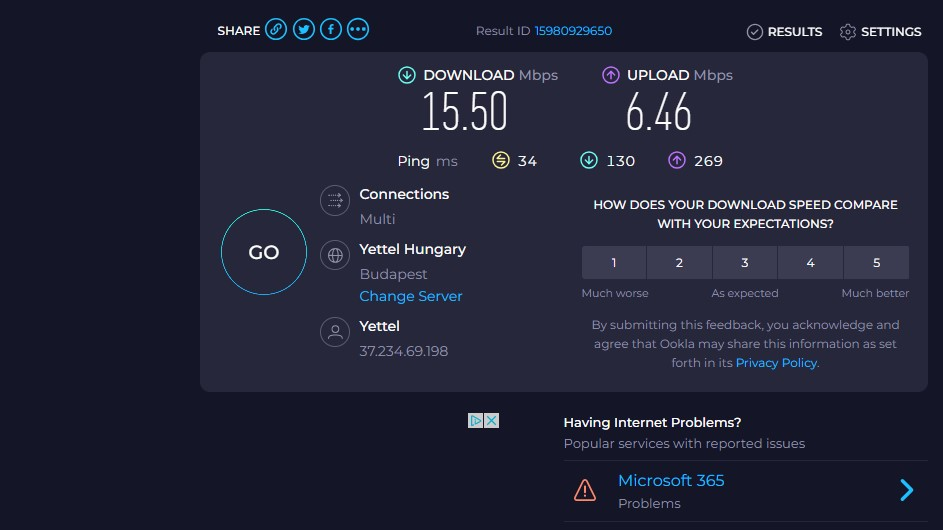 SHARE
Result ID 15980929650
RESULTS
SETTINGS
DOWNLOAD Mbps
15.50
UPLOAD Mbps
6.46
Ping ms
34
130
269
GO
Connections
Multi
Yettel Hungary
Budapest
Change Server
Yettel
37.234.69.198
HOW DOES YOUR DOWNLOAD SPEED COMPARE
WITH YOUR EXPECTATIONS?
1
2
3
4
5
Much worse
As expected
Much better
By submitting this feedback, you acknowledge and
agree that Ookla may share this information as set
forth in its Privacy Policy.
Having Internet Problems?
Popular services with reported issues
Microsoft 365
Problems